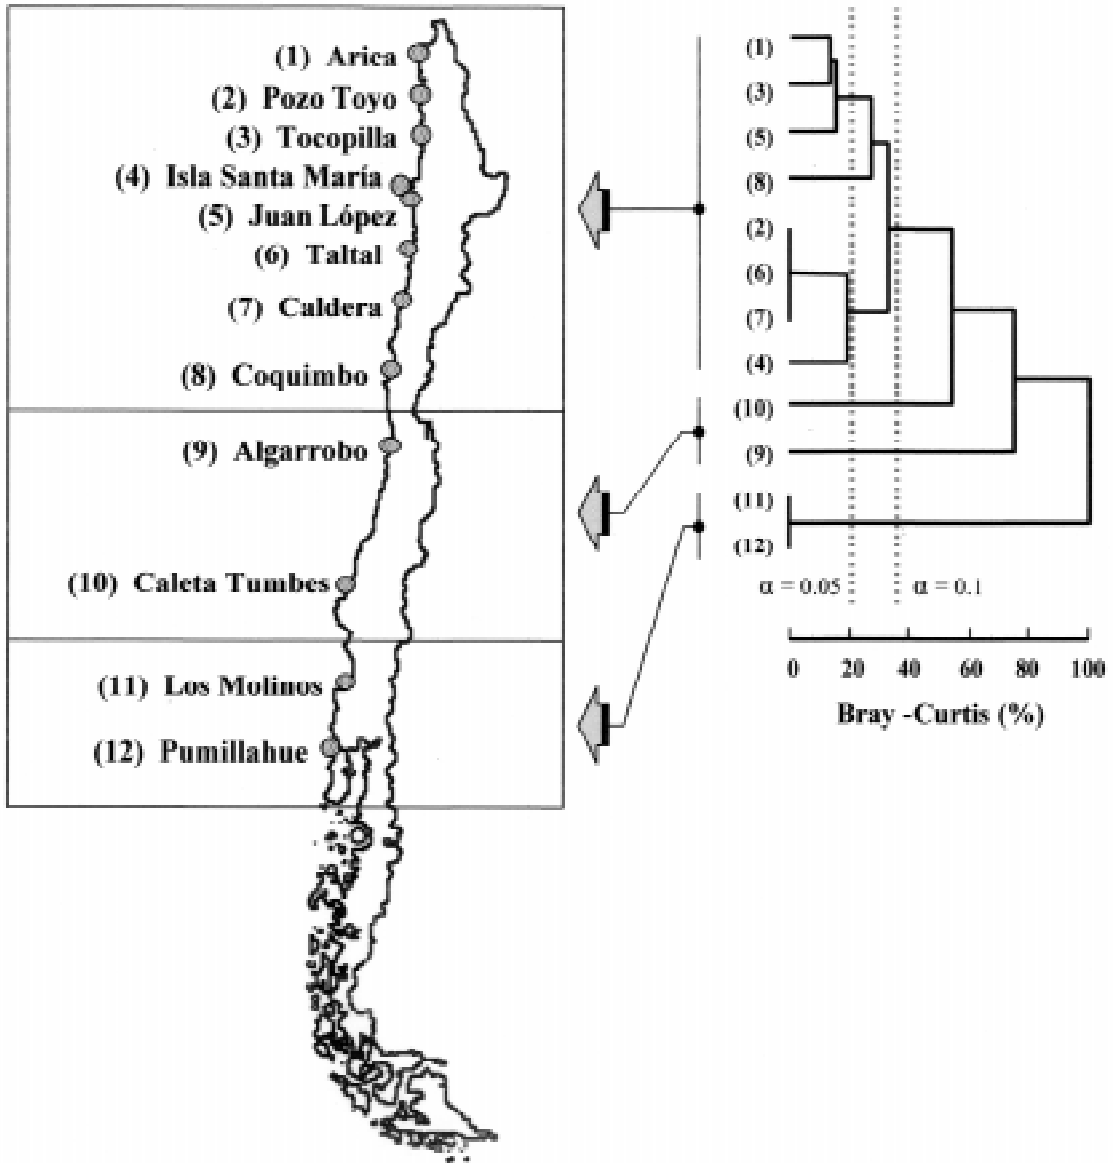 (1) Arica
(2) Pozo Toyo
(3) Tocopilla
(4) Isla Santa María
(5) Juan López
(6) Taltal
(7) Caldera
(8) Coquimbo
(9) Algarrobo
(10) Caleta Tumbes
(11) Los Molinos
(12) Pumillahue
(1)
(3)
(5)
(8)
(2)
(6)
(7)
(4)
(10)
(9)
(11)
(12)
α = 0.05 α = 0.1
0 20 40 60 80 100
Bray -Curtis (%)